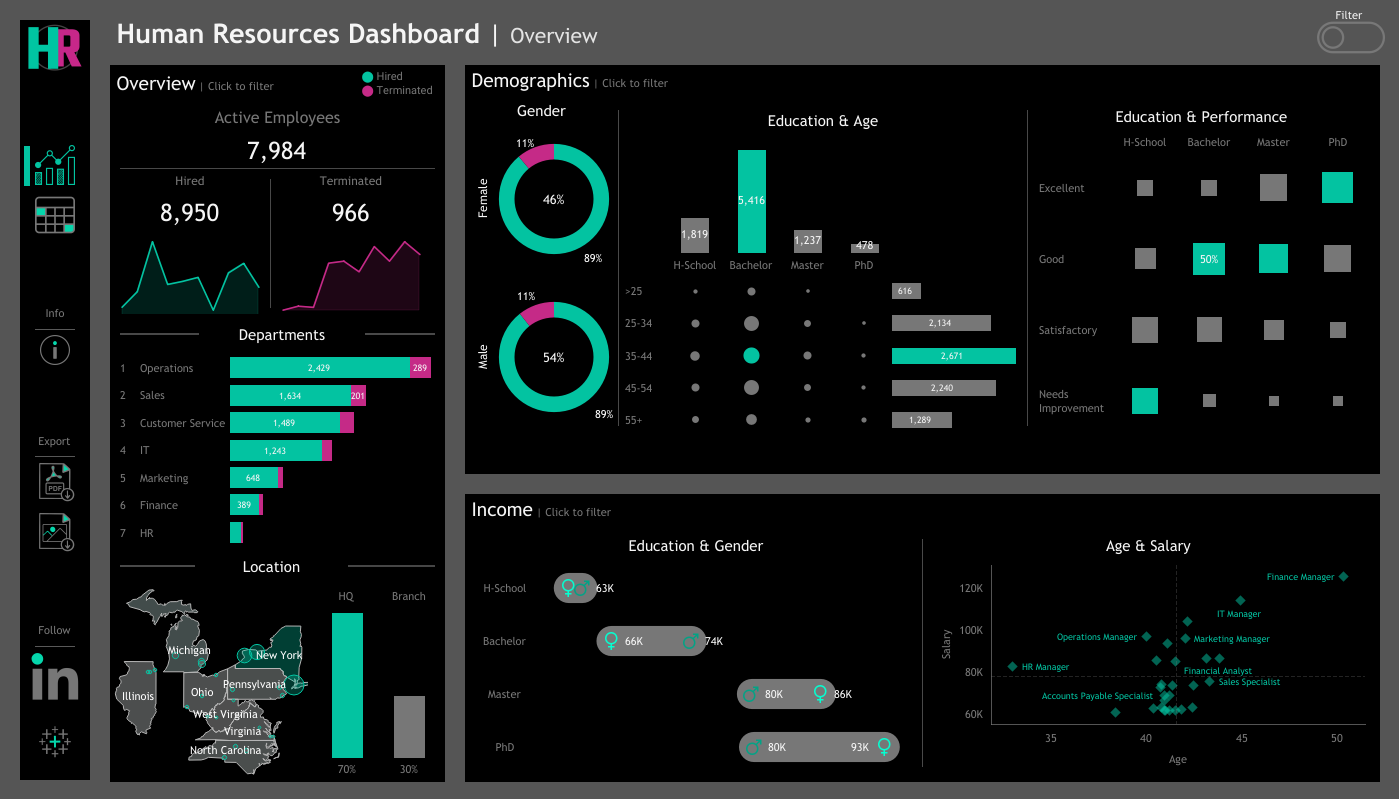 HR
Human Resources Dashboard | Overview
Filter
Info
Export
PDF
Follow
in
Overview | Click to filter
Hired
Terminated
Active Employees
7,984
Hired
Terminated
8,950
966
Departments
1 Operations 2,429 289
2 Sales 1,634 201
3 Customer Service 1,489
4 IT 1,243
5 Marketing 648
6 Finance 389
7 HR
Location
HQ Branch
Michigan
New York
Illinois
Ohio
Pennsylvania
West Virginia
Virginia
North Carolina
70% 30%
Demographics | Click to filter
Gender
Female
11%
46%
89%
Male
11%
54%
89%
Education & Age
1,819 5,416 1,237 478
H-School Bachelor Master PhD
>25 616
25-34 2,134
35-44 2,671
45-54 2,240
55+ 1,289
Education & Performance
H-School Bachelor Master PhD
Excellent
Good 50%
Satisfactory
Needs
Improvement
Income | Click to filter
Education & Gender
H-School 63K
Bachelor 66K 74K
Master 80K 86K
PhD 80K 93K
Age & Salary
Salary
120K
100K
80K
60K
Finance Manager
IT Manager
Operations Manager
Marketing Manager
HR Manager
Financial Analyst
Sales Specialist
Accounts Payable Specialist
35 40 45 50
Age